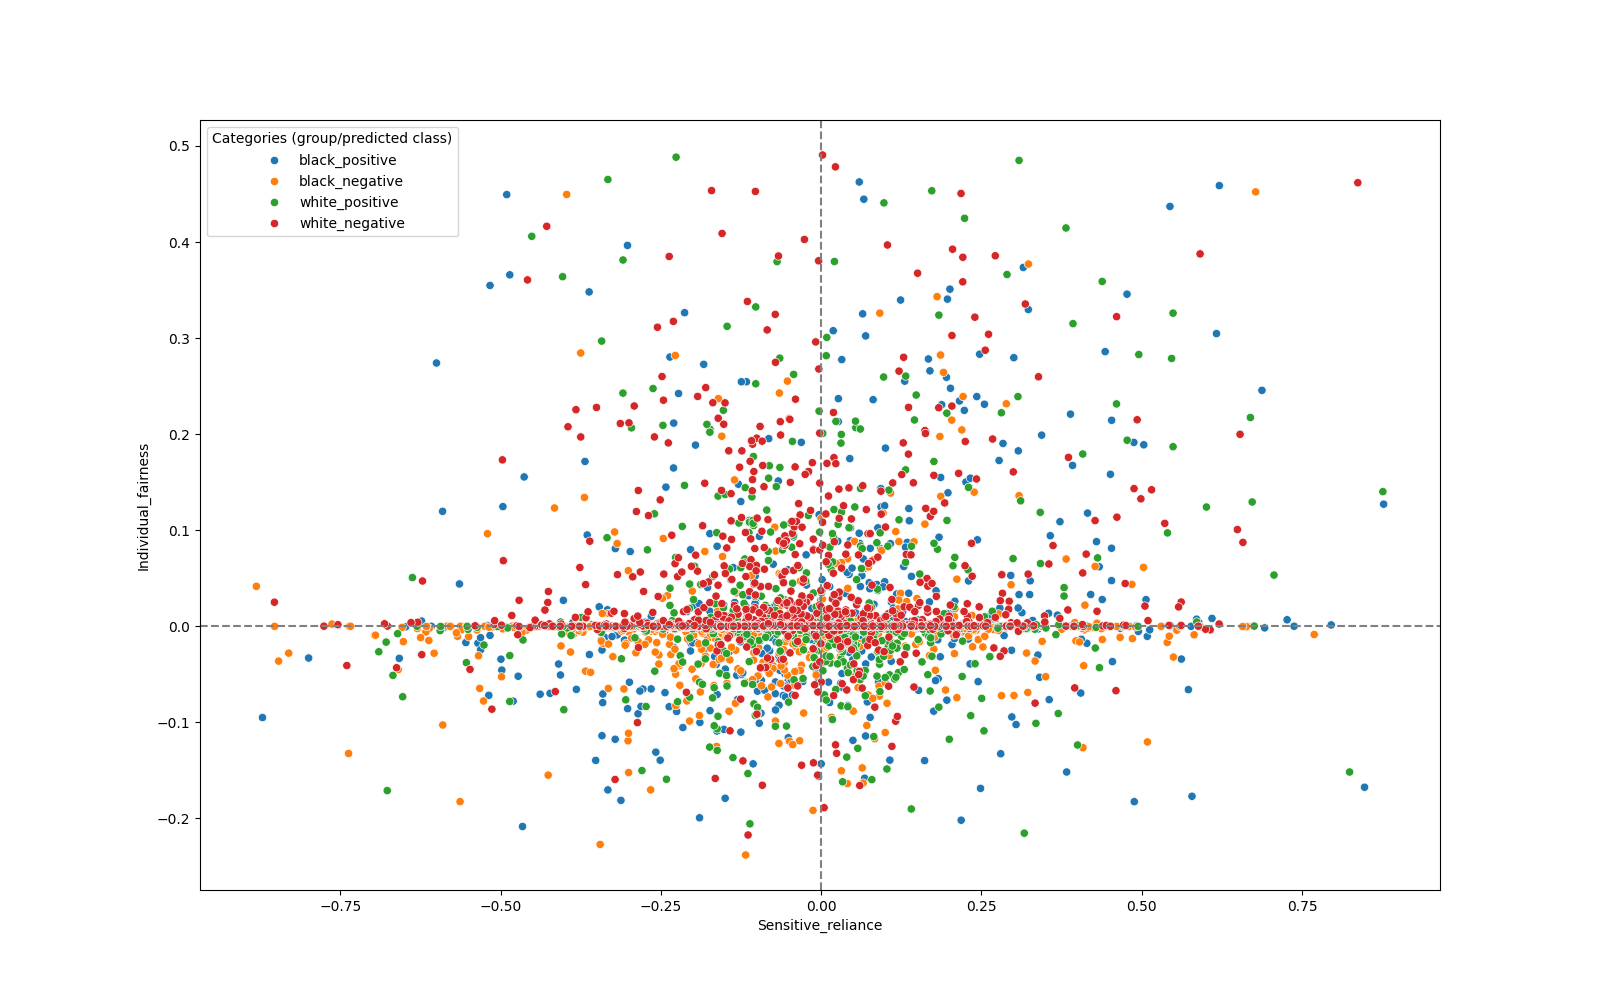 Categories (group/predicted class)
black_positive
black_negative
white_positive
white_negative
0.5
0.4
0.3
0.2
0.1
0.0
−0.1
−0.2
Individual_fairness
−0.75
−0.50
−0.25
0.00
0.25
0.50
0.75
Sensitive_reliance